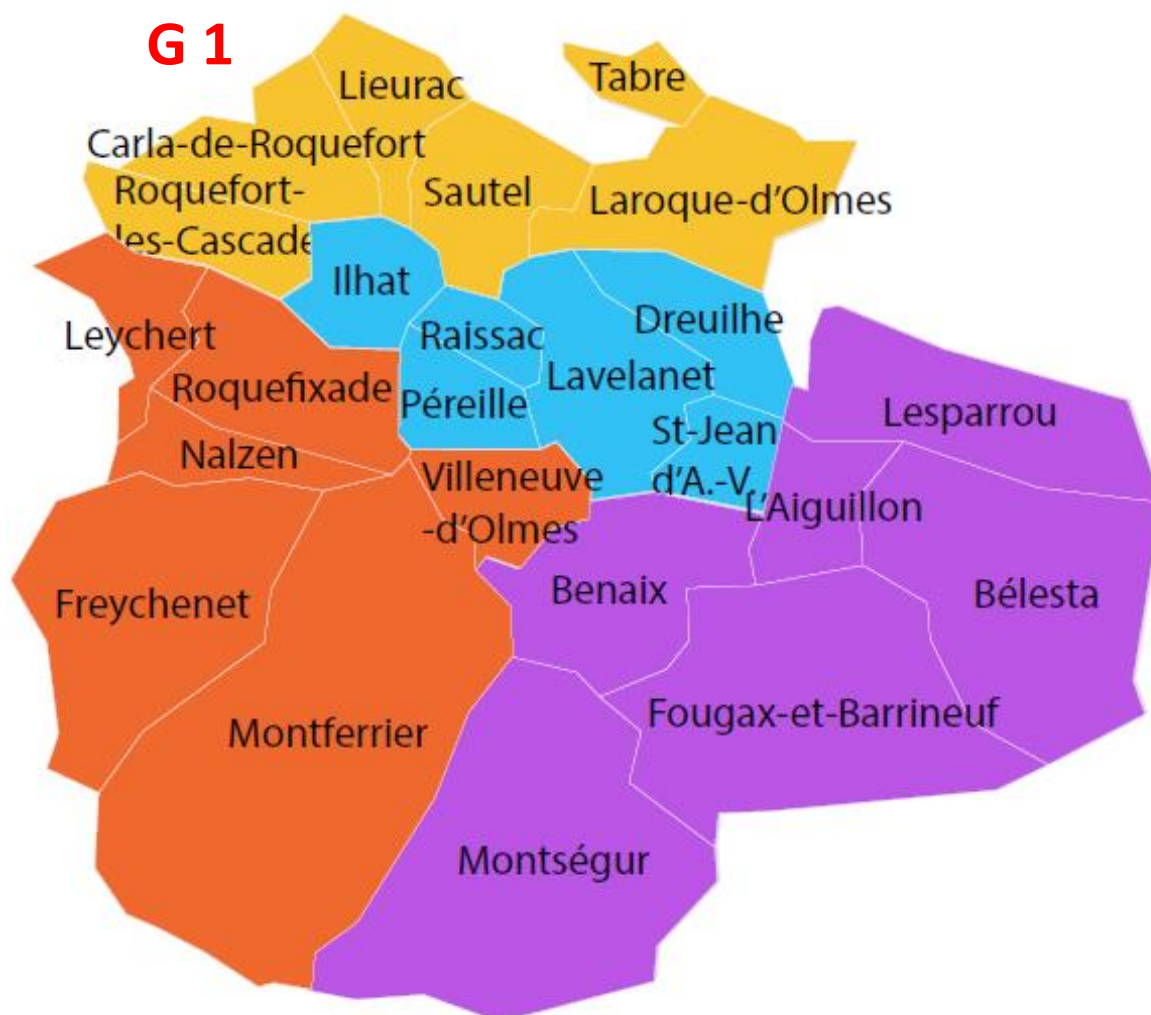 G 1
Lieurac
Tabre
Carla-de-Roquefort
Roquefort-
les-Cascade
Sautel
Laroque-d'Olmes
Ilhat
Leychert
Raissac
Dreuilhe
Roquefixade
Péreille
Lavelanet
Lesparrou
St-Jean
d'A.-V.
Nalzen
Villeneuve
-d'Olmes
L'Aiguillon
Freychenet
Benaix
Bélesta
Montferrier
Fougax-et-Barrineuf
Montségur